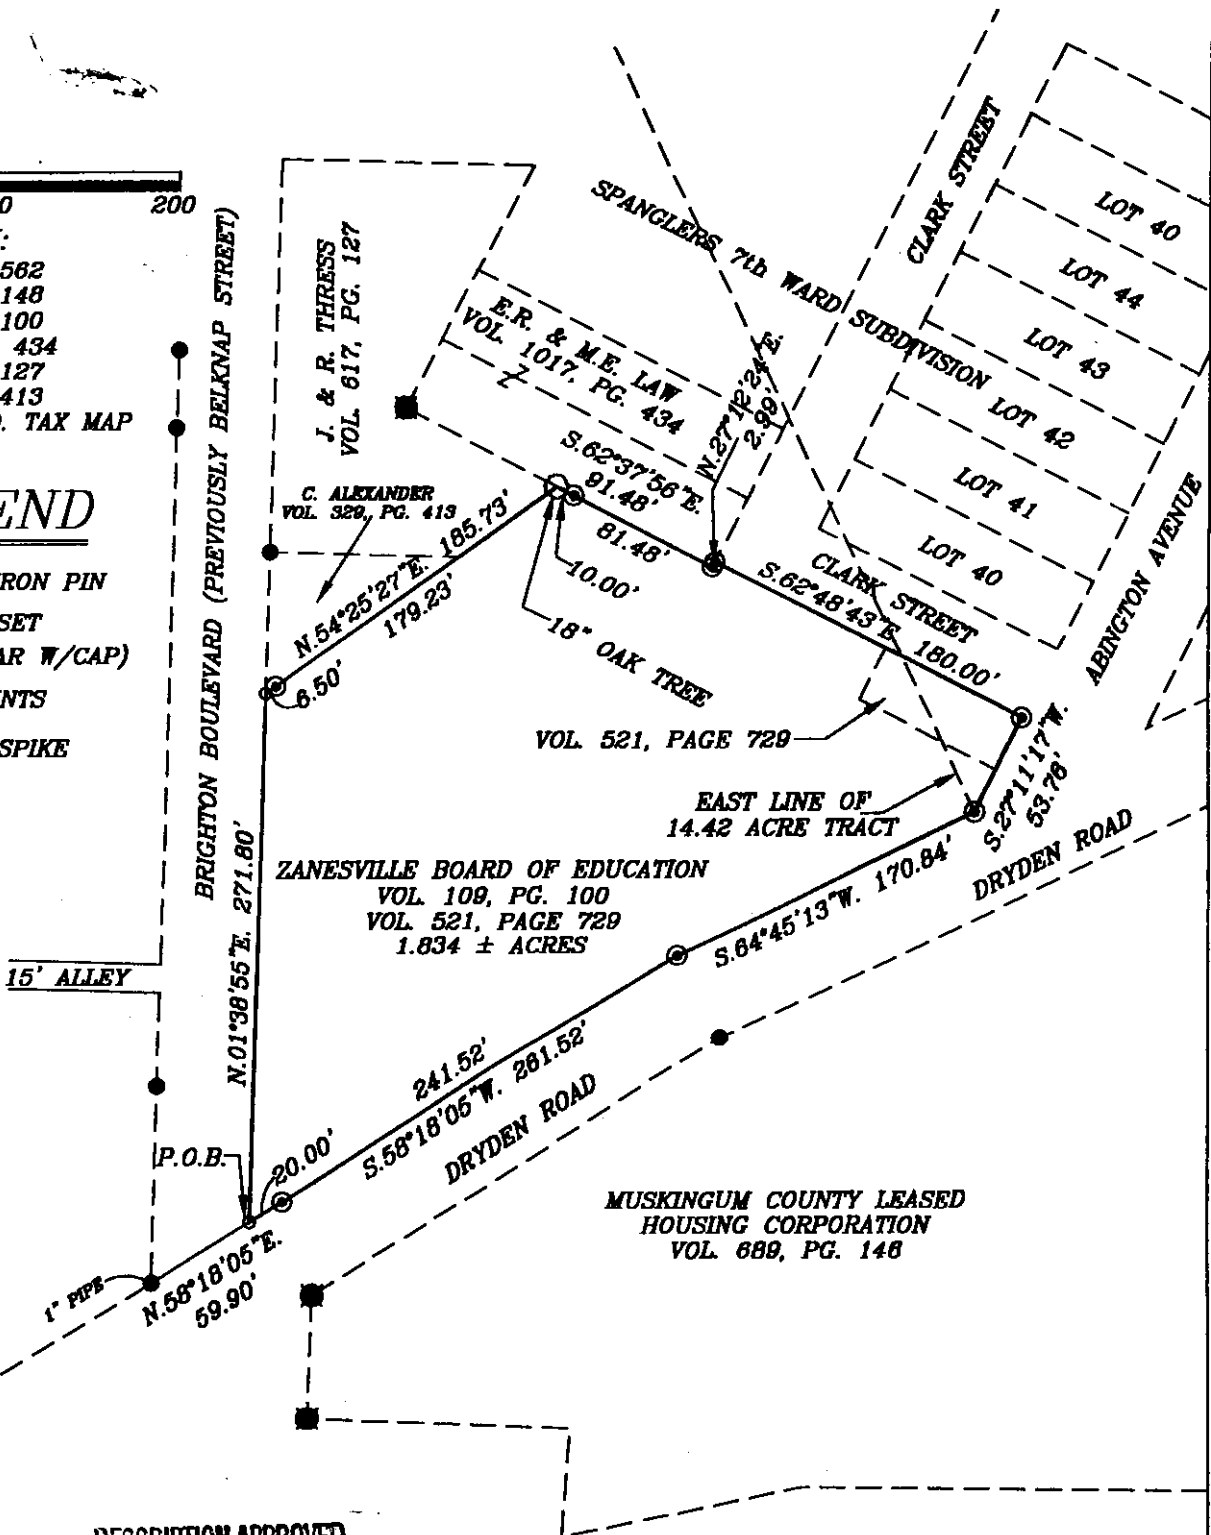 200
562
148
100
434
127
413
TAX MAP
END
RON PIN
SET
AR W/CAP)
NTS
SPIKE
BRIGHTON BOULEVARD (PREVIOUSLY BELKNAP STREET)
J. & R. THRESS
VOL. 617, PG. 127
E.R. & M.E. LAW
VOL. 1017, PG. 434
SPANGLERS 7th WARD SUBDIVISION
CLARK STREET
LOT 40
LOT 44
LOT 43
LOT 42
LOT 41
LOT 40
ABINGTON AVENUE
N.27°12'24"E.
2.99'
C. ALEXANDER
VOL. 329, PG. 413
S.62°37'56"E.
91.48'
81.48'
10.00'
18" OAK TREE
N.54°25'27"E. 185.73'
179.23'
6.50'
CLARK STREET
S.62°48'43"E 180.00'
VOL. 521, PAGE 729
EAST LINE OF
14.42 ACRE TRACT
S.27°11'17"W.
53.76'
DRYDEN ROAD
ZANESVILLE BOARD OF EDUCATION
VOL. 109, PG. 100
VOL. 521, PAGE 729
1.834 ± ACRES
S.64°45'13"W. 170.84'
N.01°38'55"E. 271.80'
15' ALLEY
241.52'
S.58°18'05"W. 261.52'
DRYDEN ROAD
P.O.B.
20.00'
1" PIPE
N.58°18'05"E.
59.90'
MUSKINGUM COUNTY LEASED
HOUSING CORPORATION
VOL. 689, PG. 146
DESCRIPTION APPROVED